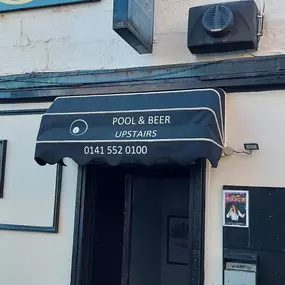 POOL & BEER
UPSTAIRS
0141 552 0100